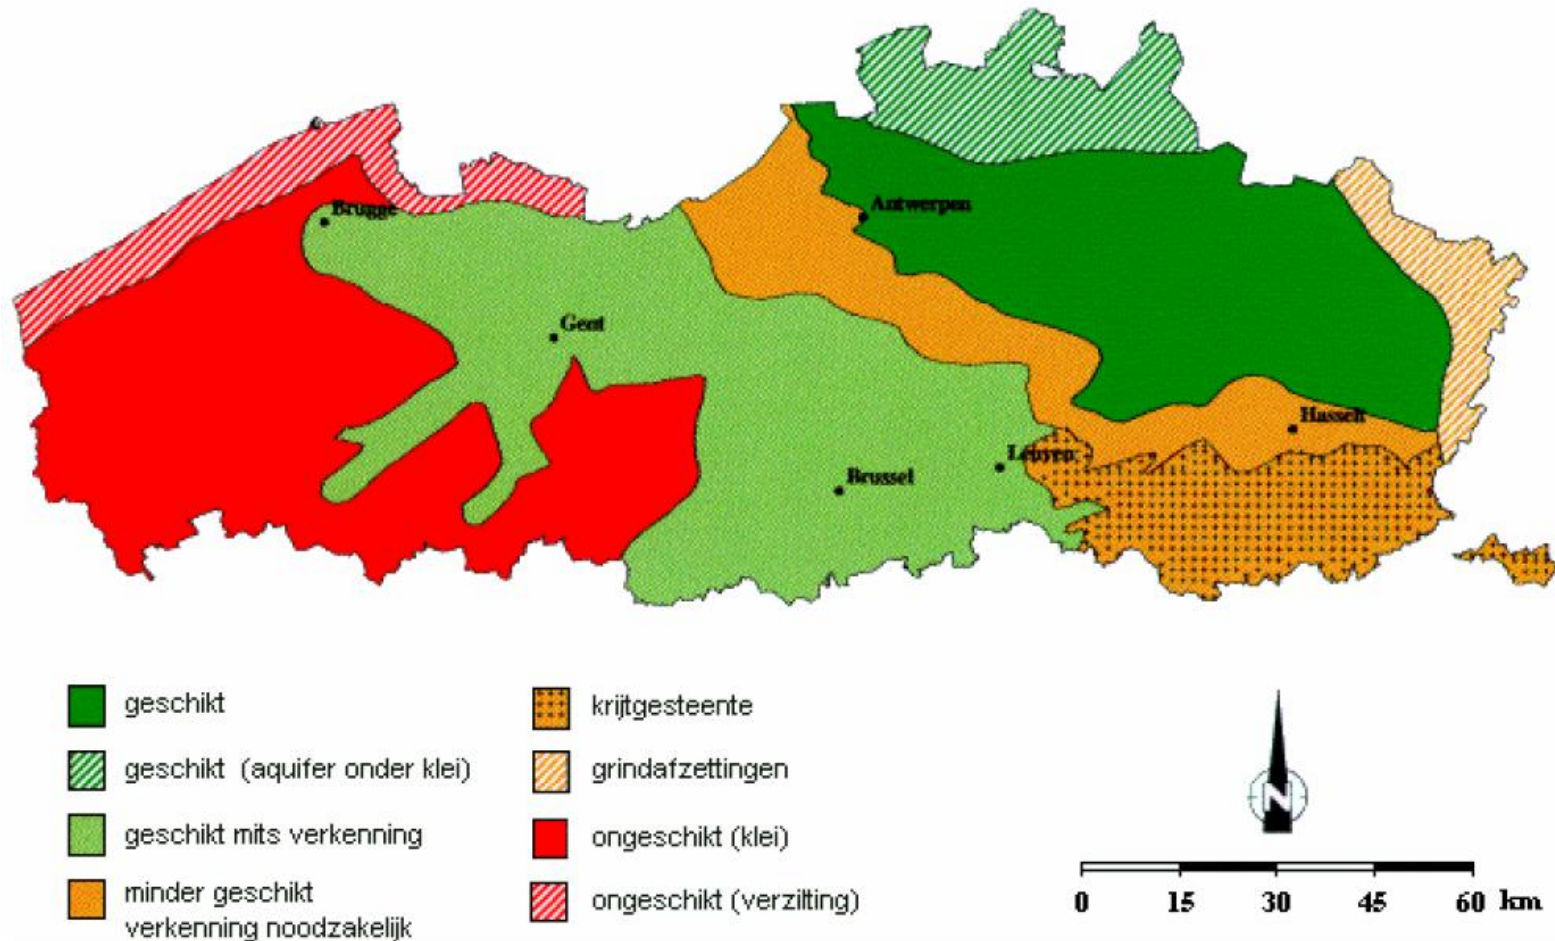 Brugge
Antwerpen
Gent
Hasselt
Leuven
Brussel
geschikt
geschikt (aquifer onder klei)
geschikt mits verkenning
minder geschikt
verkenning noodzakelijk
krijtgesteente
grindafzettingen
ongeschikt (klei)
ongeschikt (verzilting)
N
0 15 30 45 60 km